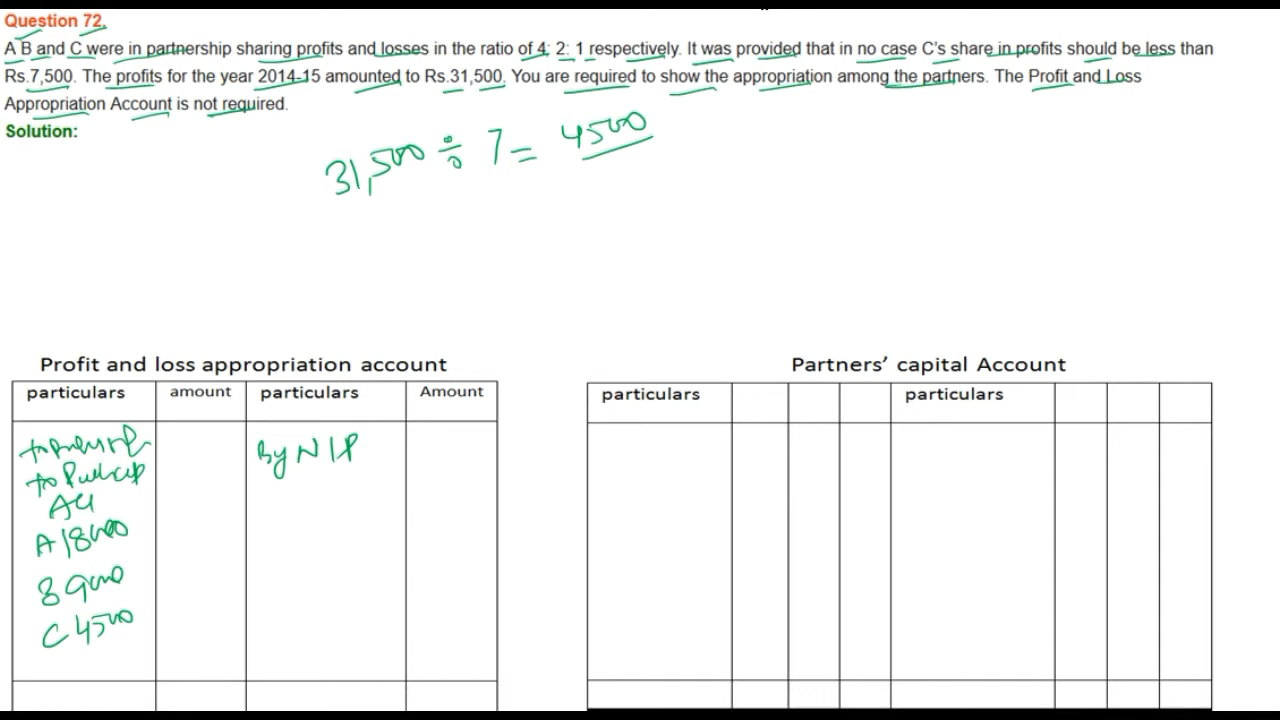 Question 72.
A B and C were in partnership sharing profits and losses in the ratio of 4: 2: 1 respectively. It was provided that in no case C's share in profits should be less than
Rs.7,500. The profits for the year 2014-15 amounted to Rs.31,500. You are required to show the appropriation among the partners. The Profit and Loss
Appropriation Account is not required.
Solution:
31,500 ÷ 7 = 4500
Profit and loss appropriation account
particulars amount particulars Amount
to
By N/P
to
A 18000
B 9000
C 4500
Partners' capital Account
particulars particulars